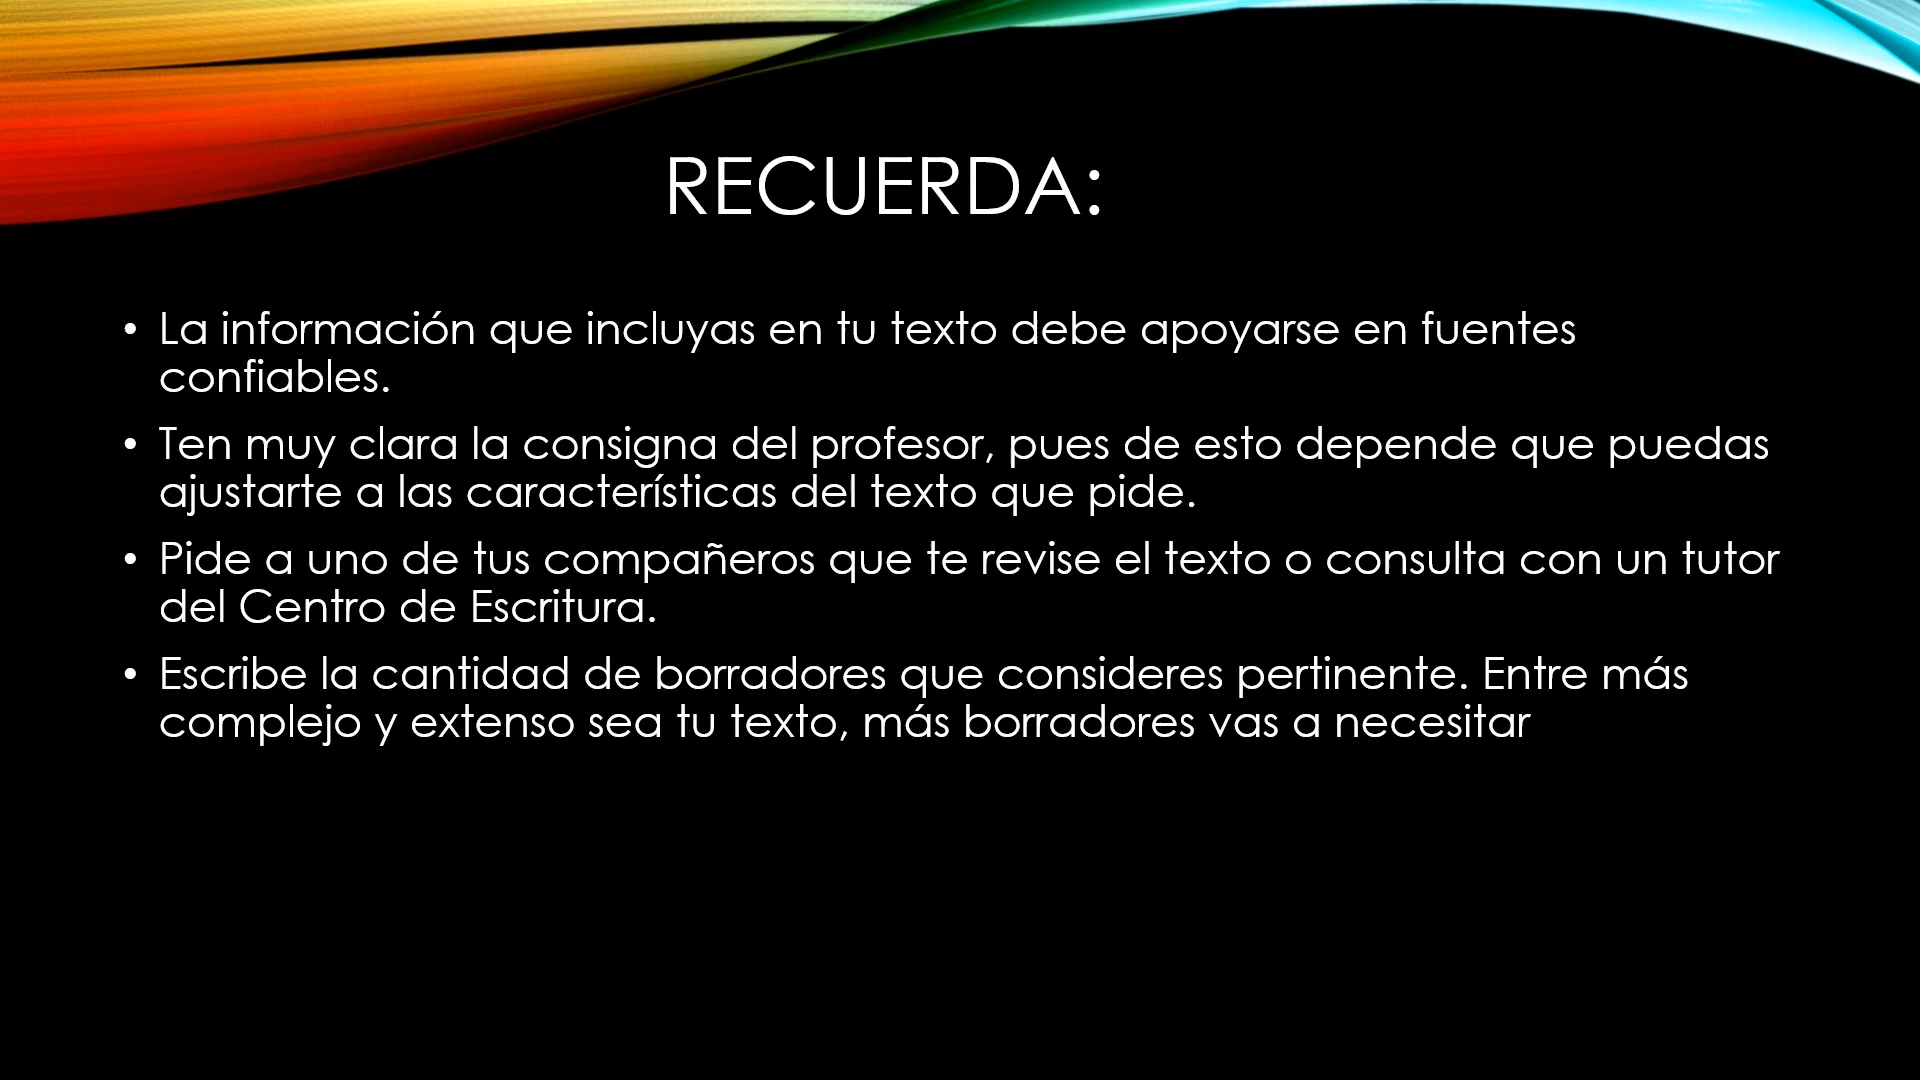 RECUERDA:
• La información que incluyas en tu texto debe apoyarse en fuentes
confiables.
• Ten muy clara la consigna del profesor, pues de esto depende que puedas
ajustarte a las características del texto que pide.
• Pide a uno de tus compañeros que te revise el texto o consulta con un tutor
del Centro de Escritura.
• Escribe la cantidad de borradores que consideres pertinente. Entre más
complejo y extenso sea tu texto, más borradores vas a necesitar